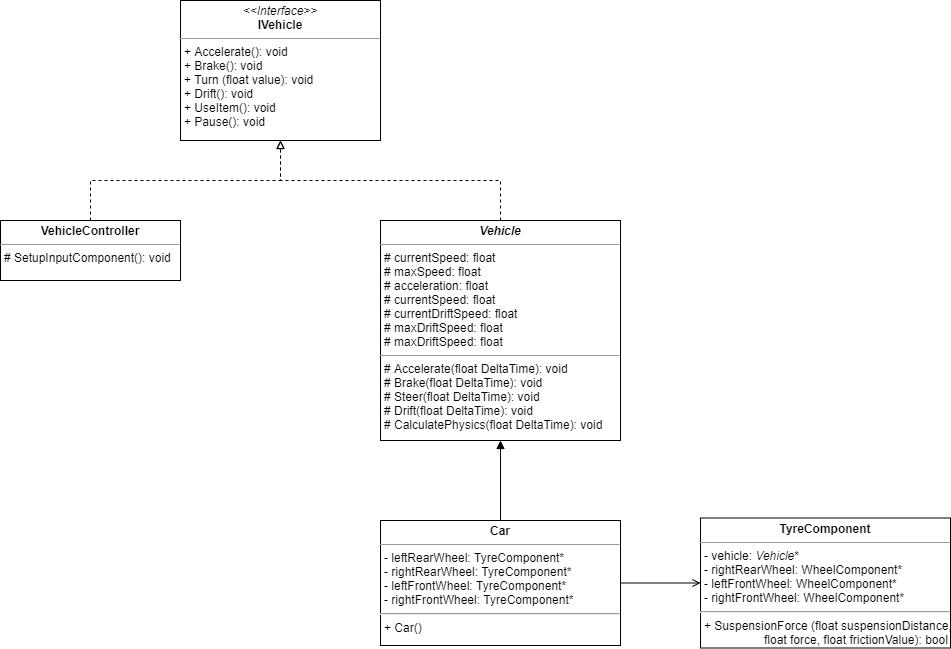 <<Interface>>
IVehicle
+ Accelerate(): void
+ Brake(): void
+ Turn (float value): void
+ Drift(): void
+ UseItem(): void
+ Pause(): void
VehicleController
# SetupInputComponent(): void
Vehicle
# currentSpeed: float
# maxSpeed: float
# acceleration: float
# currentSpeed: float
# currentDriftSpeed: float
# maxDriftSpeed: float
# maxDriftSpeed: float
# Accelerate(float DeltaTime): void
# Brake(float DeltaTime): void
# Steer(float DeltaTime): void
# Drift(float DeltaTime): void
# CalculatePhysics(float DeltaTime): void
Car
- leftRearWheel: TyreComponent*
- rightRearWheel: TyreComponent*
- leftFrontWheel: TyreComponent*
- rightFrontWheel: TyreComponent*
+ Car()
TyreComponent
- vehicle: Vehicle*
- rightRearWheel: WheelComponent*
- leftFrontWheel: WheelComponent*
- rightFrontWheel: WheelComponent*
+ SuspensionForce (float suspensionDistance,
float force, float frictionValue): bool